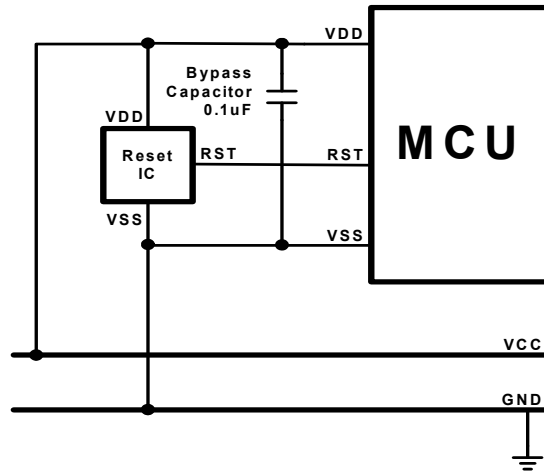 VDD
Bypass
Capacitor
0.1uF
VDD
MCU
Reset
IC
RST
RST
VSS
VSS
VCC
GND